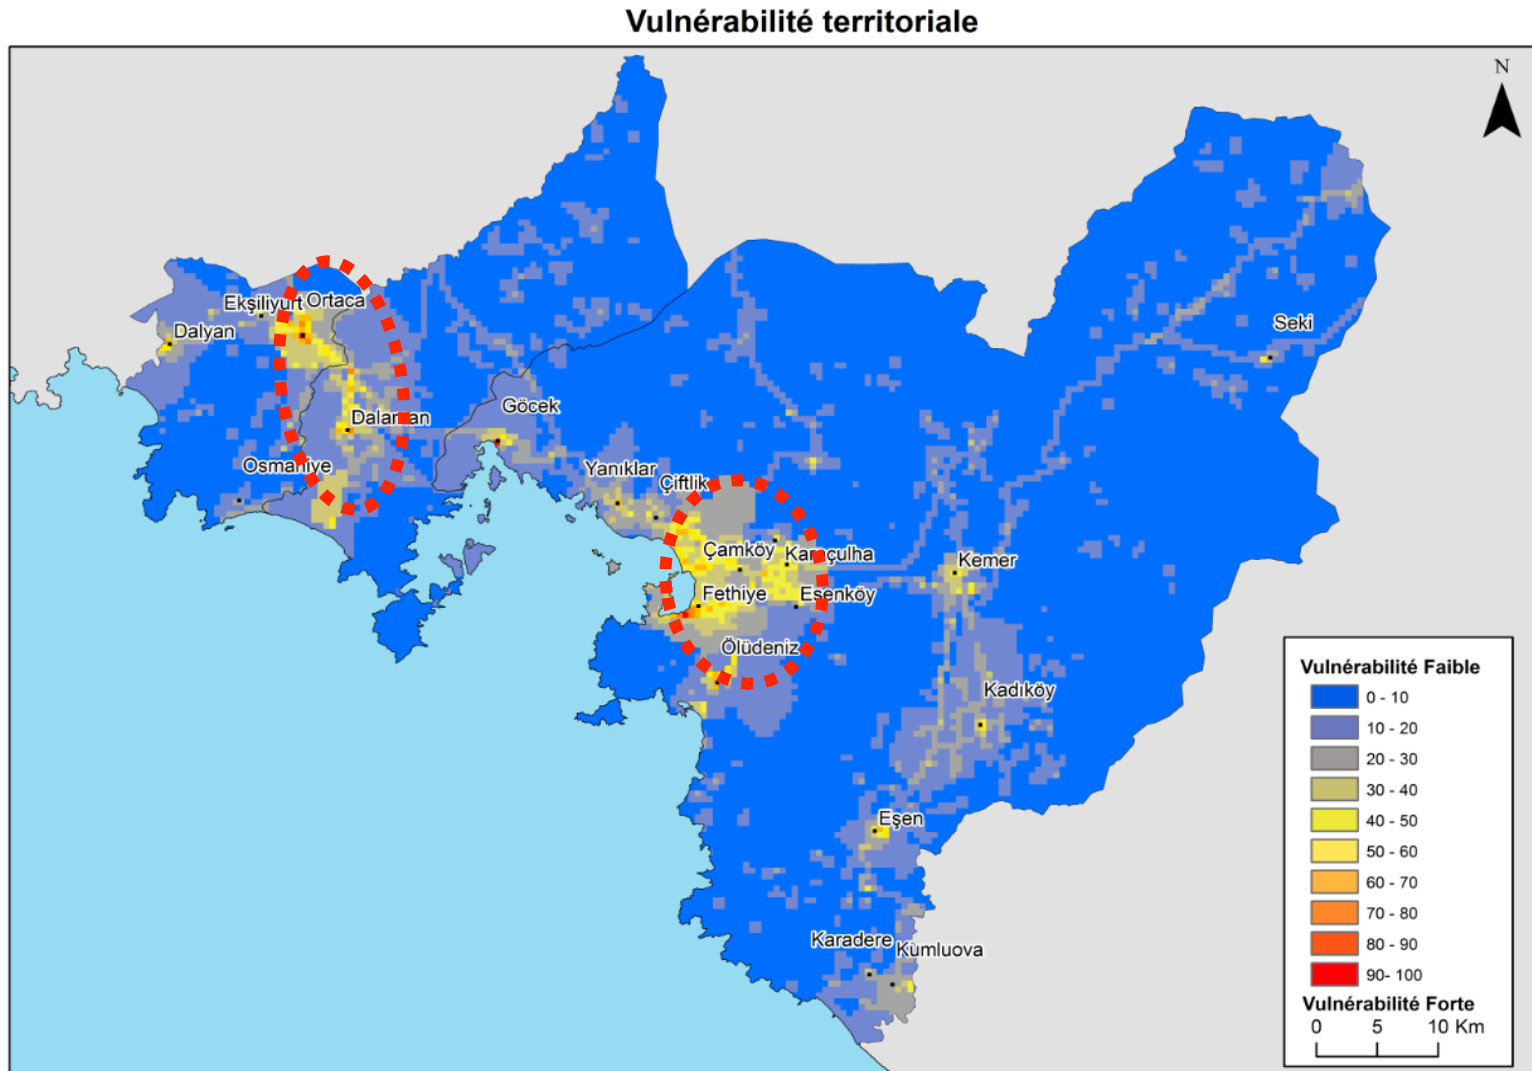 Vulnérabilité territoriale
N
Ekşiliyurt
Ortaca
Dalyan
Seki
Göcek
Dalaman
Osmaniye
Yanıklar
Çiftlik
Çamköy
Karaçulha
Kemer
Fethiye
Esenköy
Ölüdeniz
Kadıköy
Eşen
Karadere
Kumluova
Vulnérabilité Faible
0 - 10
10 - 20
20 - 30
30 - 40
40 - 50
50 - 60
60 - 70
70 - 80
80 - 90
90- 100
Vulnérabilité Forte
0 5 10 Km